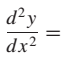 d²y/dx² =